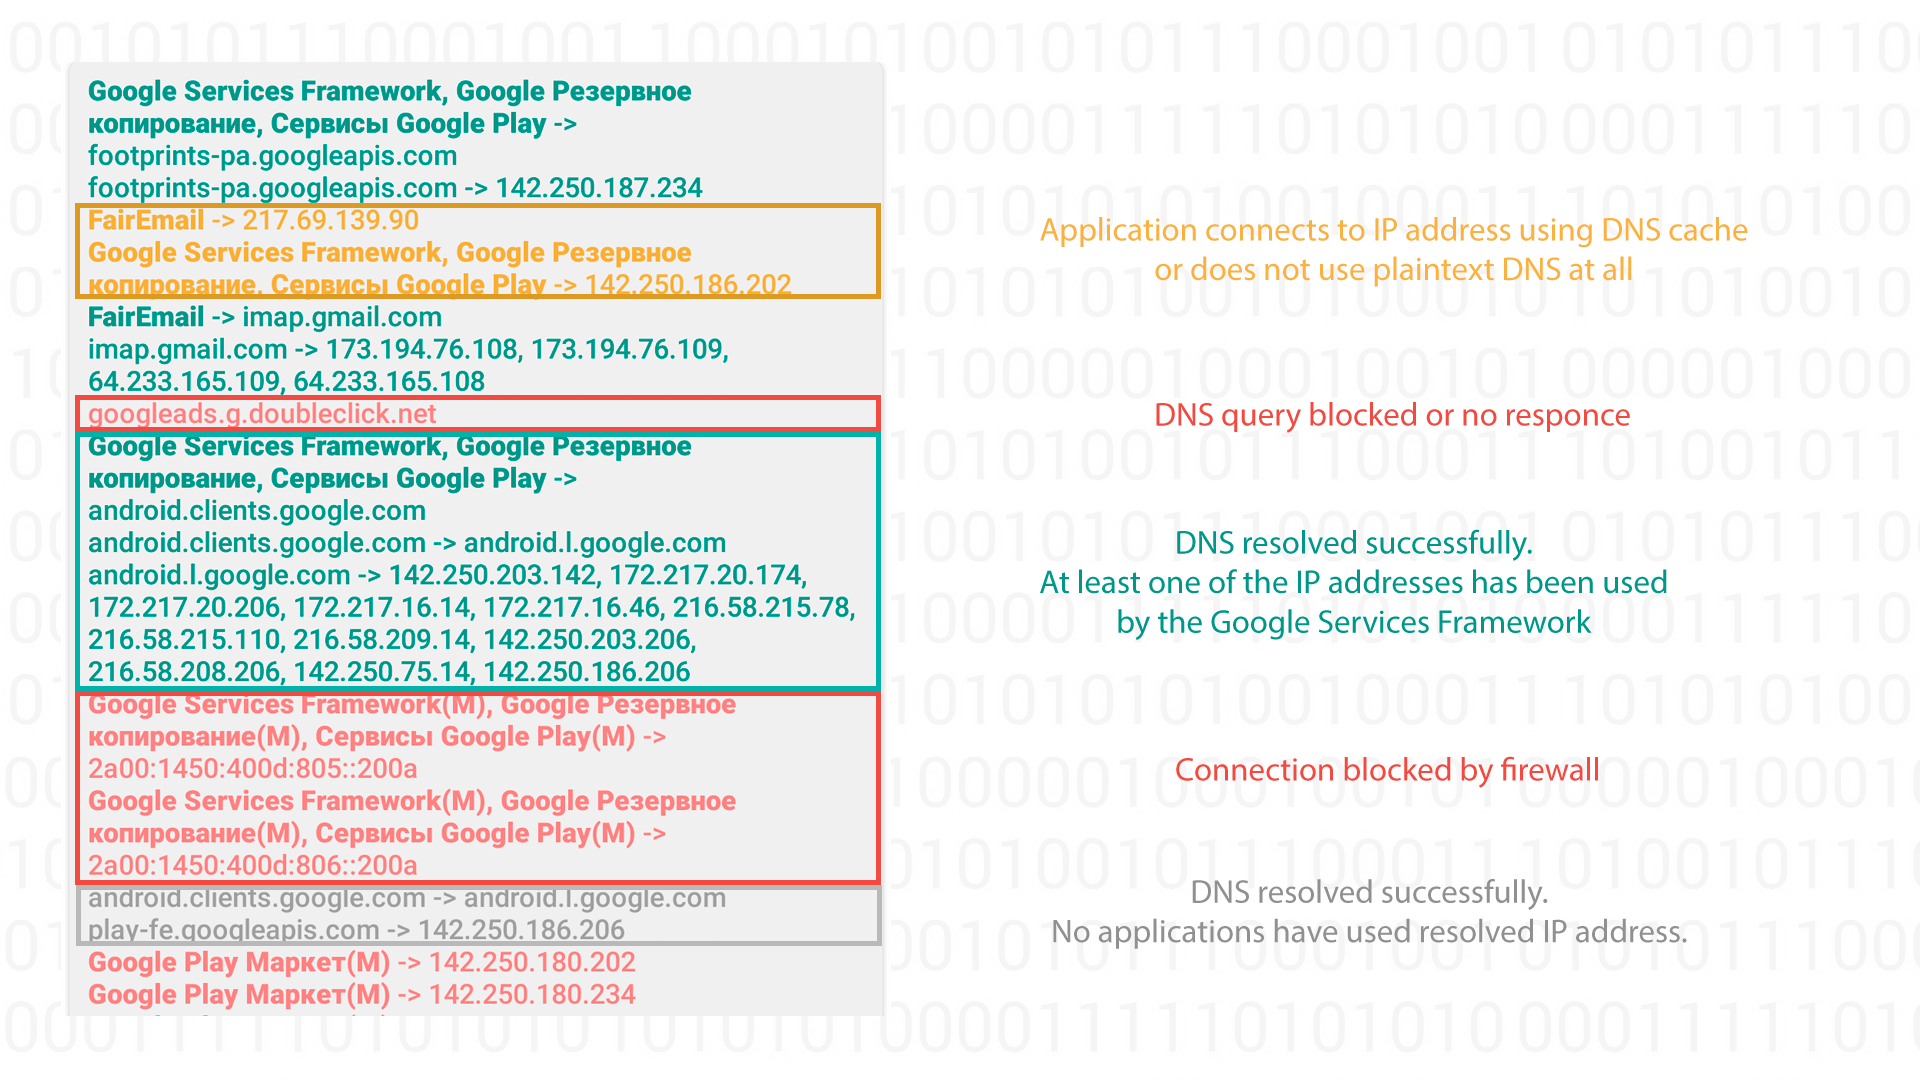 Google Services Framework, Google Резервное
копирование, Сервисы Google Play ->
footprints-pa.googleapis.com
footprints-pa.googleapis.com -> 142.250.187.234
FairEmail -> 217.69.139.90
Google Services Framework, Google Резервное
копирование, Сервисы Google Play -> 142.250.186.202
Application connects to IP address using DNS cache
or does not use plaintext DNS at all
FairEmail -> imap.gmail.com
imap.gmail.com -> 173.194.76.108, 173.194.76.109,
64.233.165.109, 64.233.165.108
googleads.g.doubleclick.net
DNS query blocked or no responce
Google Services Framework, Google Резервное
копирование, Сервисы Google Play ->
android.clients.google.com
android.clients.google.com -> android.l.google.com
android.l.google.com -> 142.250.203.142, 172.217.20.174,
172.217.20.206, 172.217.16.14, 172.217.16.46, 216.58.215.78,
216.58.215.110, 216.58.209.14, 142.250.203.206,
216.58.208.206, 142.250.75.14, 142.250.186.206
DNS resolved successfully.
At least one of the IP addresses has been used
by the Google Services Framework
Google Services Framework(M), Google Резервное
копирование(M), Сервисы Google Play(M) ->
2a00:1450:400d:805::200a
Google Services Framework(M), Google Резервное
копирование(M), Сервисы Google Play(M) ->
2a00:1450:400d:806::200a
Connection blocked by firewall
android.clients.google.com -> android.l.google.com
play-fe.googleapis.com -> 142.250.186.206
DNS resolved successfully.
No applications have used resolved IP address.
Google Play Маркет(M) -> 142.250.180.202
Google Play Маркет(M) -> 142.250.180.234